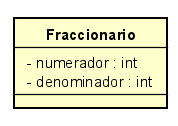 Fraccionario
- numerador : int
- denominador : int